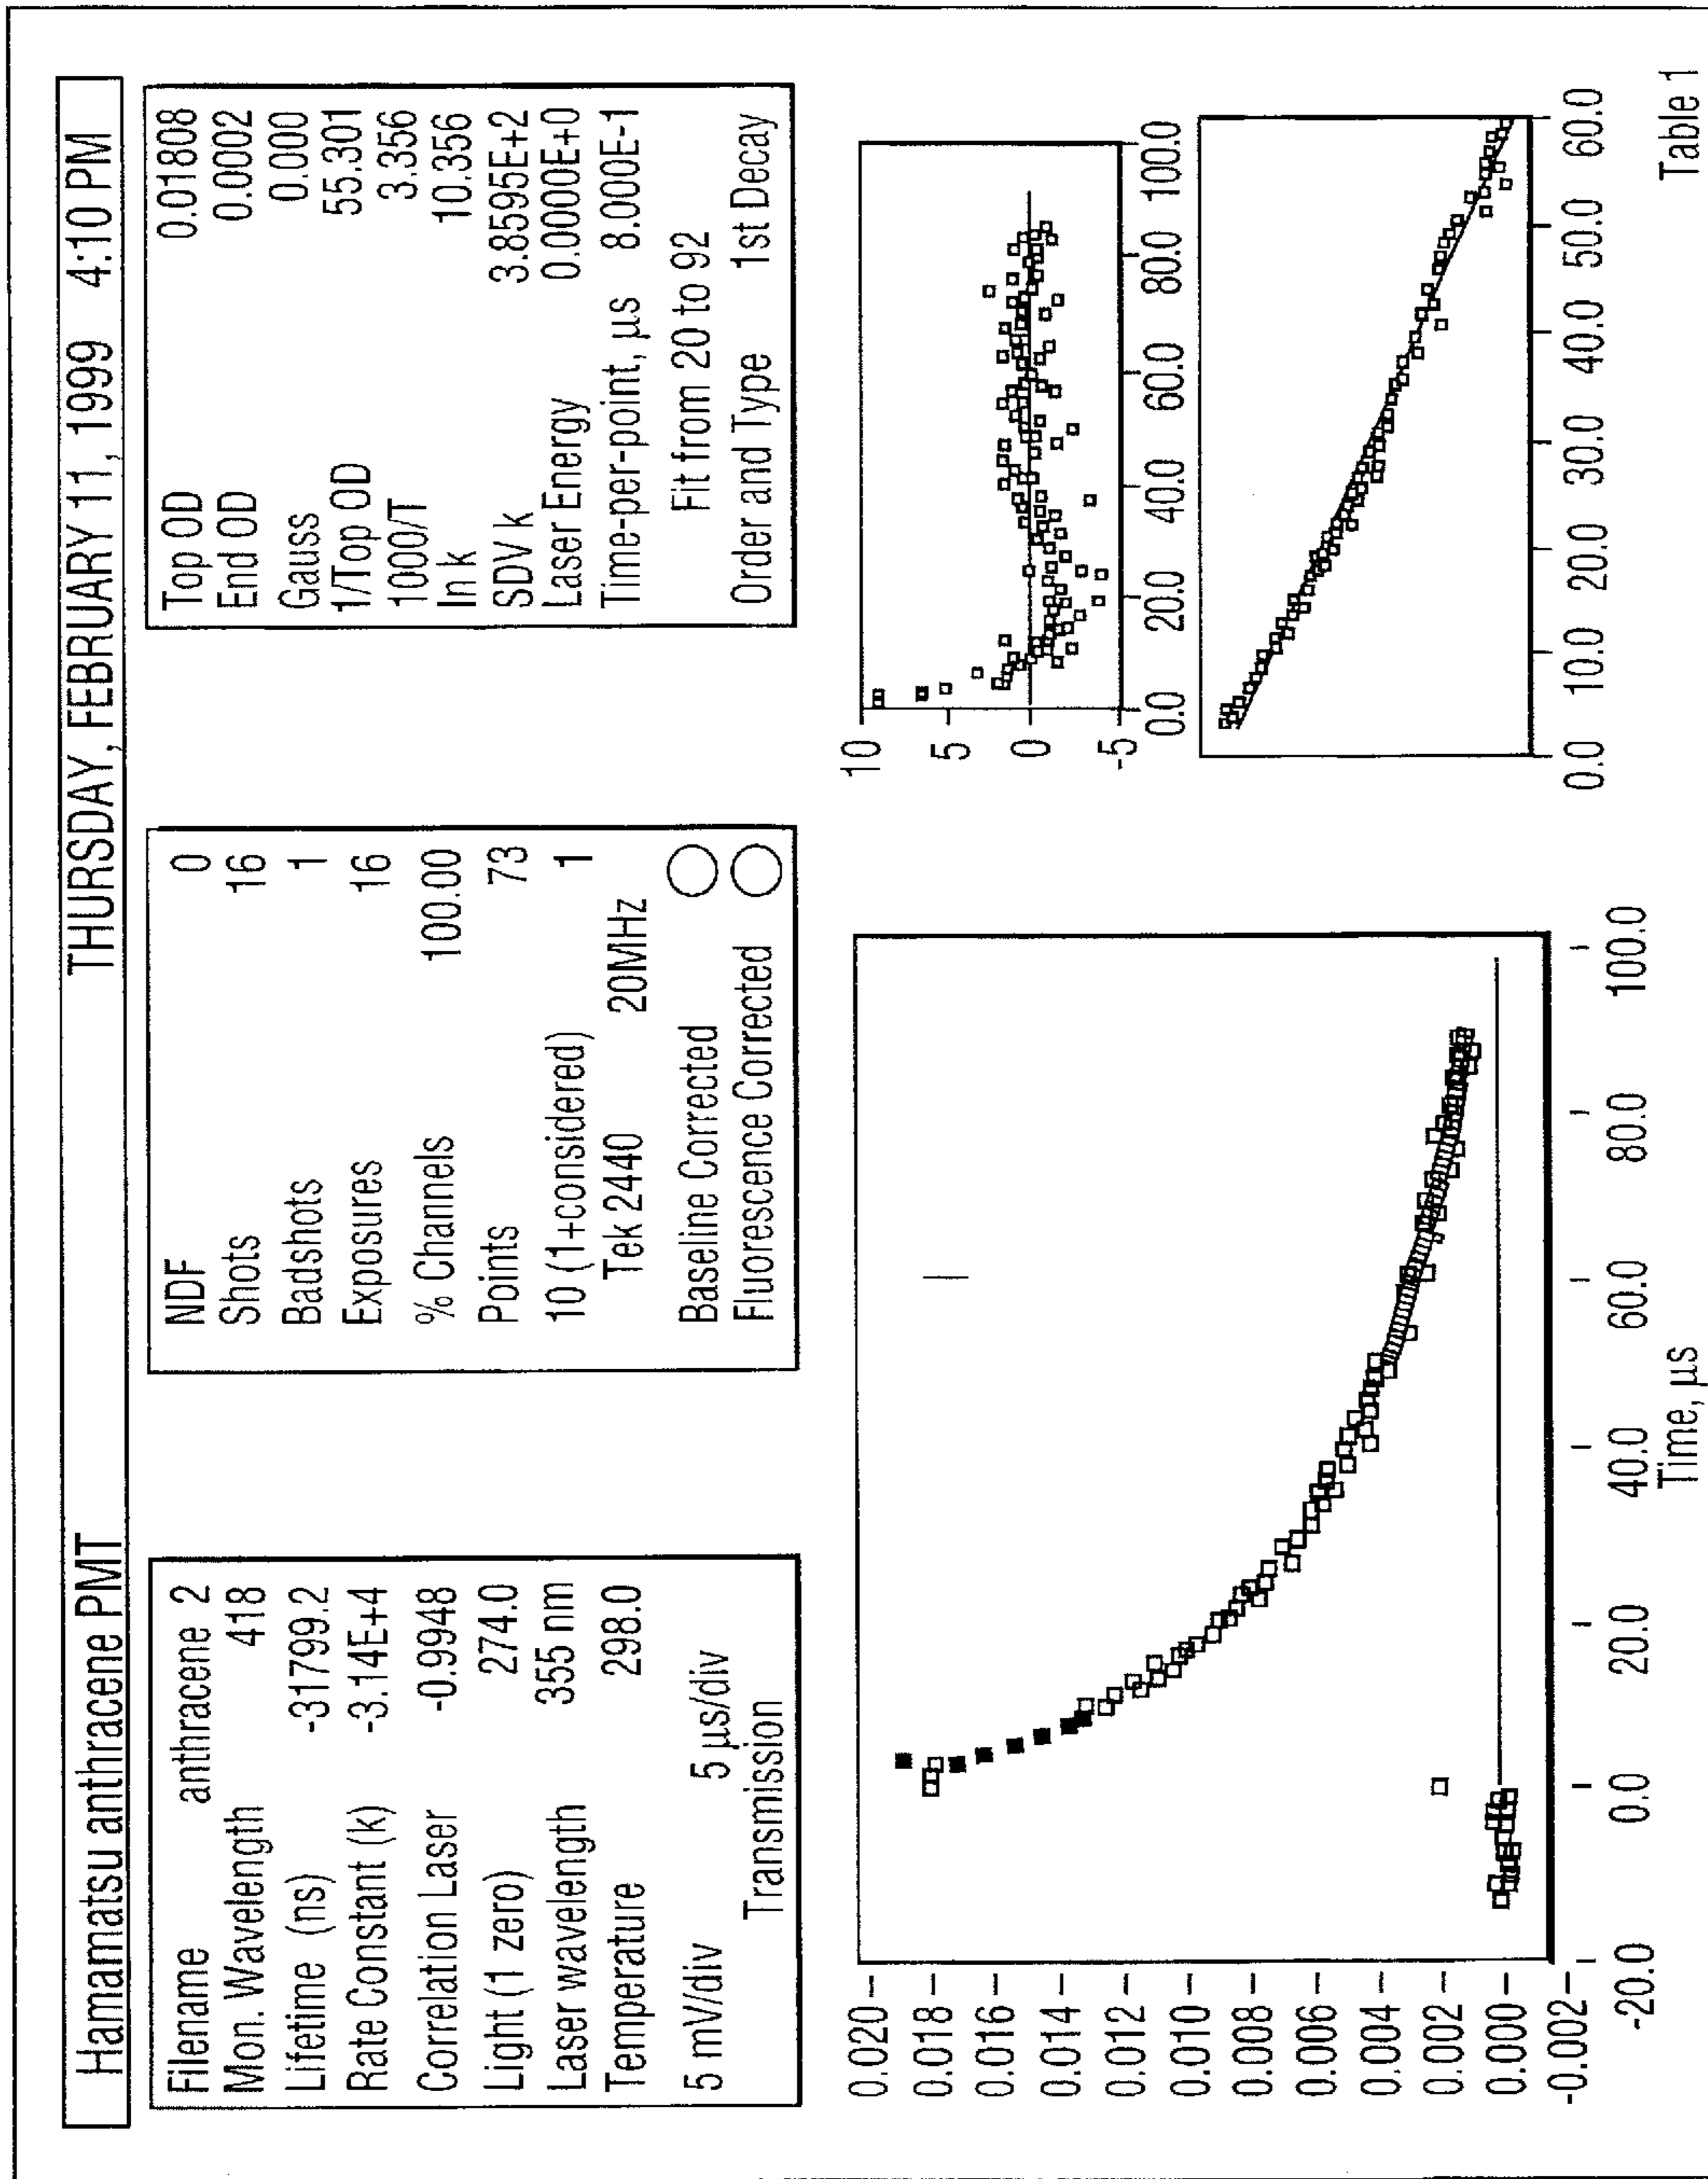 Hamamatsu anthracene PMT THURSDAY, FEBRUARY 11, 1999 4:10 PM
Filename anthracene 2
Mon. Wavelength 418
Lifetime (ns) -31799.2
Rate Constant (k) -3.14E+4
Correlation Laser -0.9948
Light (1 zero) 274.0
Laser wavelength 355 nm
Temperature 298.0
5 mV/div 5 µs/div
Transmission
NDF 0
Shots 16
Badshots 1
Exposures 16
% Channels 100.00
Points 73
10 (1+considered) 1
Tek 2440 20MHz
Baseline Corrected
Fluorescence Corrected
Top OD 0.01808
End OD 0.0002
Gauss 0.000
1/Top OD 55.301
1000/T 3.356
In k 10.356
SDV k 3.8595E+2
Laser Energy 0.0000E+0
Time-per-point, µs 8.000E-1
Fit from 20 to 92
Order and Type 1st Decay
0.020
0.018
0.016
0.014
0.012
0.010
0.008
0.006
0.004
0.002
0.000
-0.002
-20.0 0.0 20.0 40.0 60.0 80.0 100.0
Time, µs
10
5
0
-5
0.0 20.0 40.0 60.0 80.0 100.0
0.0 10.0 20.0 30.0 40.0 50.0 60.0
Table 1